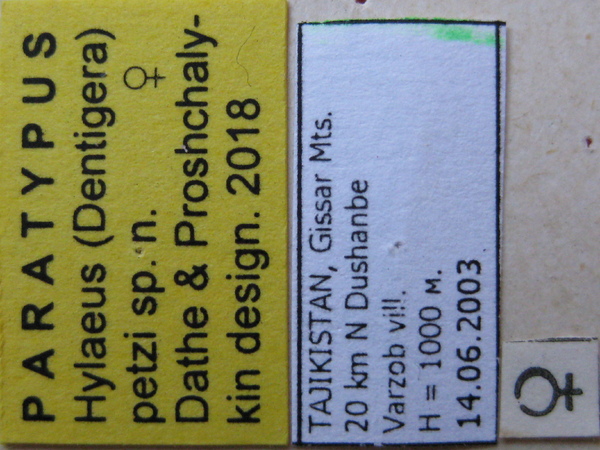 PARATYPUS
Hylaeus (Dentigera)
petzi sp. n. ♀
Dathe & Proshchaly-
kin design. 2018
TAJIKISTAN, Gissar Mts.
20 km N Dushanbe
Varzob vill.
H = 1000 м.
14.06.2003
♀